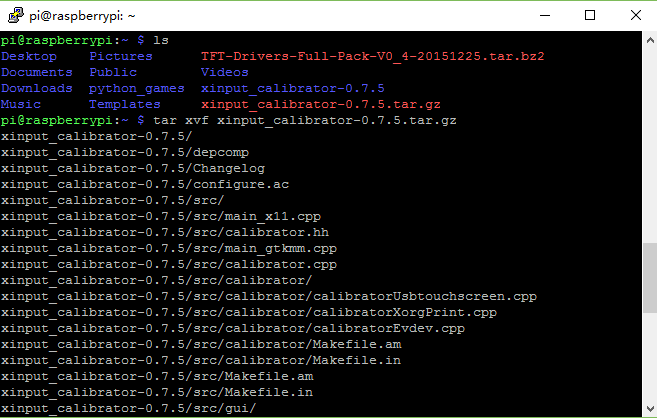 pi@raspberrypi: ~
pi@raspberrypi:~ $ ls
Desktop    Pictures      TFT-Drivers-Full-Pack-V0_4-20151225.tar.bz2
Documents  Public        Videos
Downloads  python_games  xinput_calibrator-0.7.5
Music      Templates     xinput_calibrator-0.7.5.tar.gz
pi@raspberrypi:~ $ tar xvf xinput_calibrator-0.7.5.tar.gz
xinput_calibrator-0.7.5/
xinput_calibrator-0.7.5/depcomp
xinput_calibrator-0.7.5/Changelog
xinput_calibrator-0.7.5/configure.ac
xinput_calibrator-0.7.5/src/
xinput_calibrator-0.7.5/src/main_x11.cpp
xinput_calibrator-0.7.5/src/calibrator.hh
xinput_calibrator-0.7.5/src/main_gtkmm.cpp
xinput_calibrator-0.7.5/src/calibrator.cpp
xinput_calibrator-0.7.5/src/calibrator/
xinput_calibrator-0.7.5/src/calibrator/calibratorUsbtouchscreen.cpp
xinput_calibrator-0.7.5/src/calibrator/calibratorXorgPrint.cpp
xinput_calibrator-0.7.5/src/calibrator/calibratorEvdev.cpp
xinput_calibrator-0.7.5/src/calibrator/Makefile.am
xinput_calibrator-0.7.5/src/calibrator/Makefile.in
xinput_calibrator-0.7.5/src/Makefile.am
xinput_calibrator-0.7.5/src/Makefile.in
xinput_calibrator-0.7.5/src/gui/